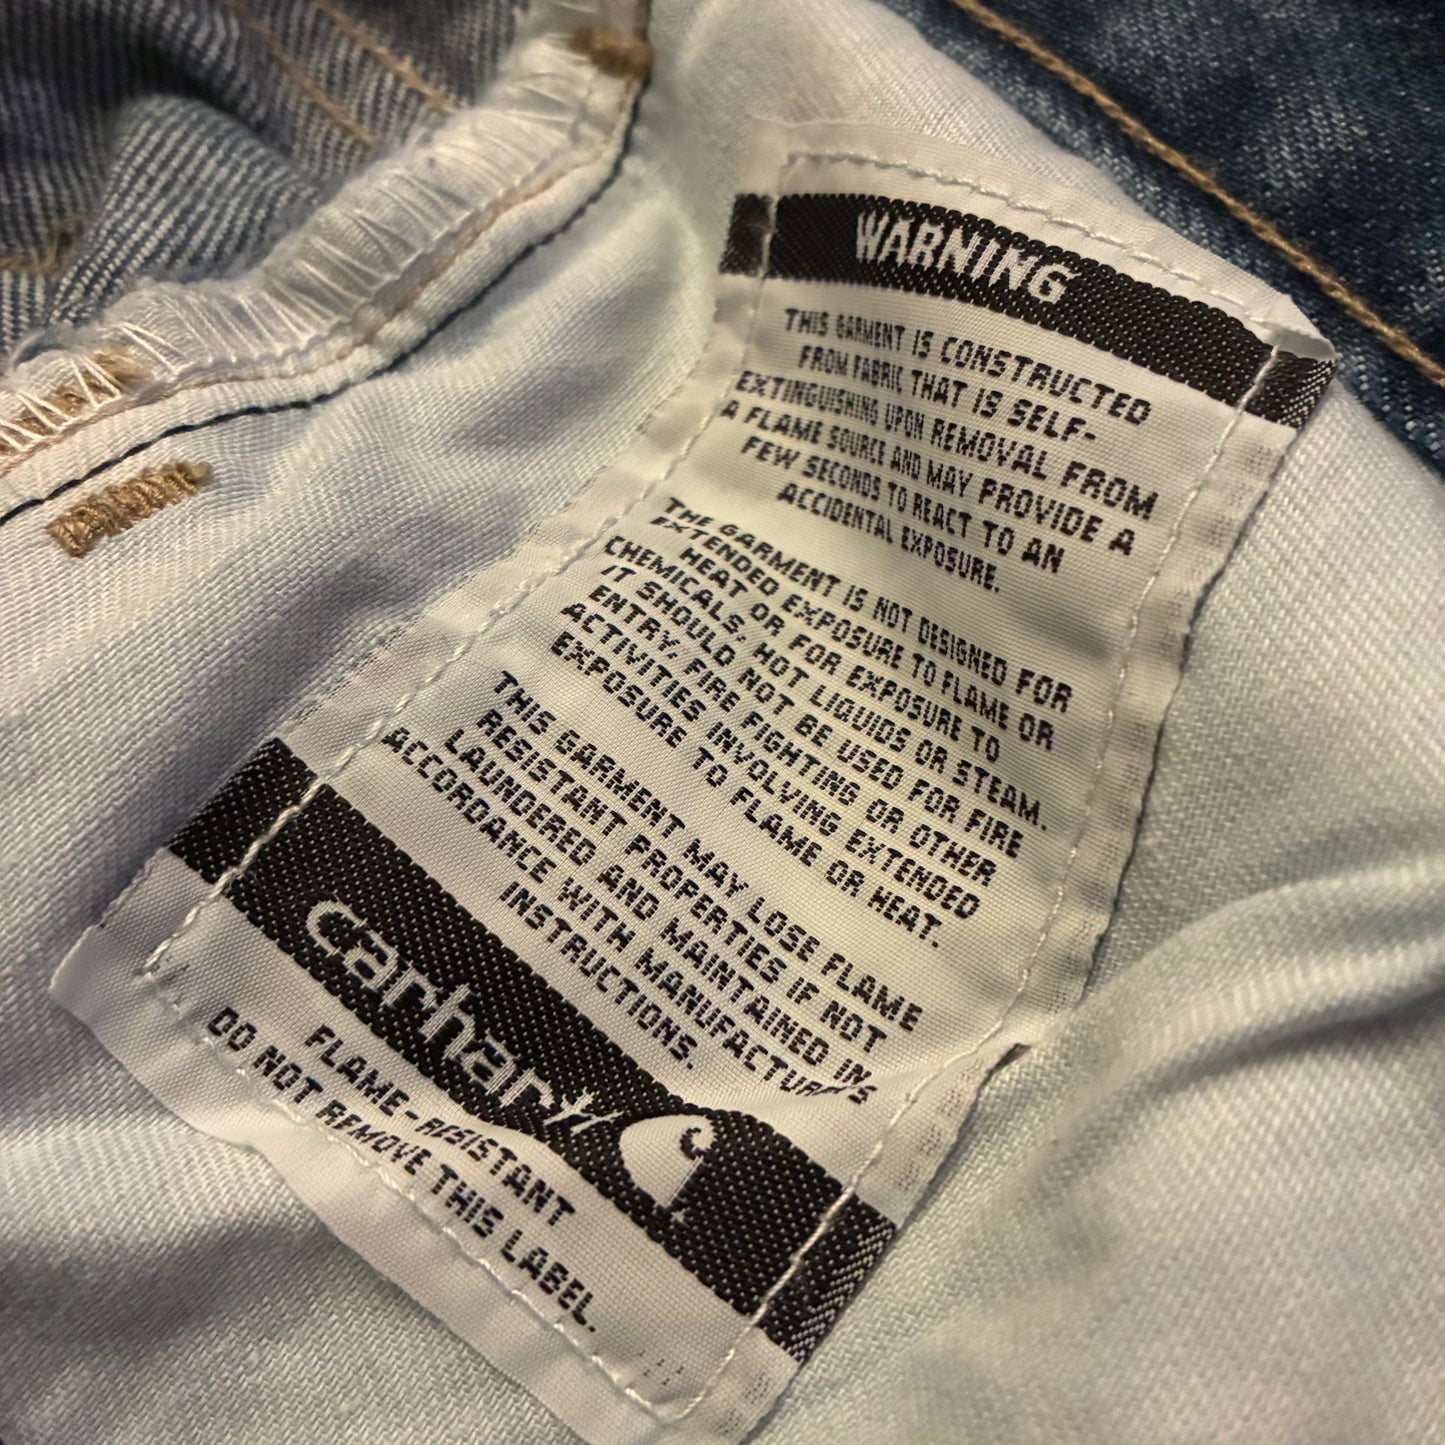 WARNING
THIS GARMENT IS CONSTRUCTED
FROM FABRIC THAT IS SELF-
EXTINGUISHING UPON REMOVAL FROM
A FLAME SOURCE AND MAY PROVIDE A
FEW SECONDS TO REACT TO AN
ACCIDENTAL EXPOSURE.
THE GARMENT IS NOT DESIGNED FOR
EXTENDED EXPOSURE TO FLAME OR
HEAT OR FOR EXPOSURE TO
CHEMICALS, HOT LIQUIDS OR STEAM.
IT SHOULD NOT BE USED FOR FIRE
ENTRY, FIRE FIGHTING OR OTHER
ACTIVITIES INVOLVING EXTENDED
EXPOSURE TO FLAME OR HEAT.
THIS GARMENT MAY LOSE FLAME
RESISTANT PROPERTIES IF NOT
LAUNDERED AND MAINTAINED IN
ACCORDANCE WITH MANUFACTURER'S
INSTRUCTIONS.
carhartt
FLAME-RESISTANT
DO NOT REMOVE THIS LABEL.